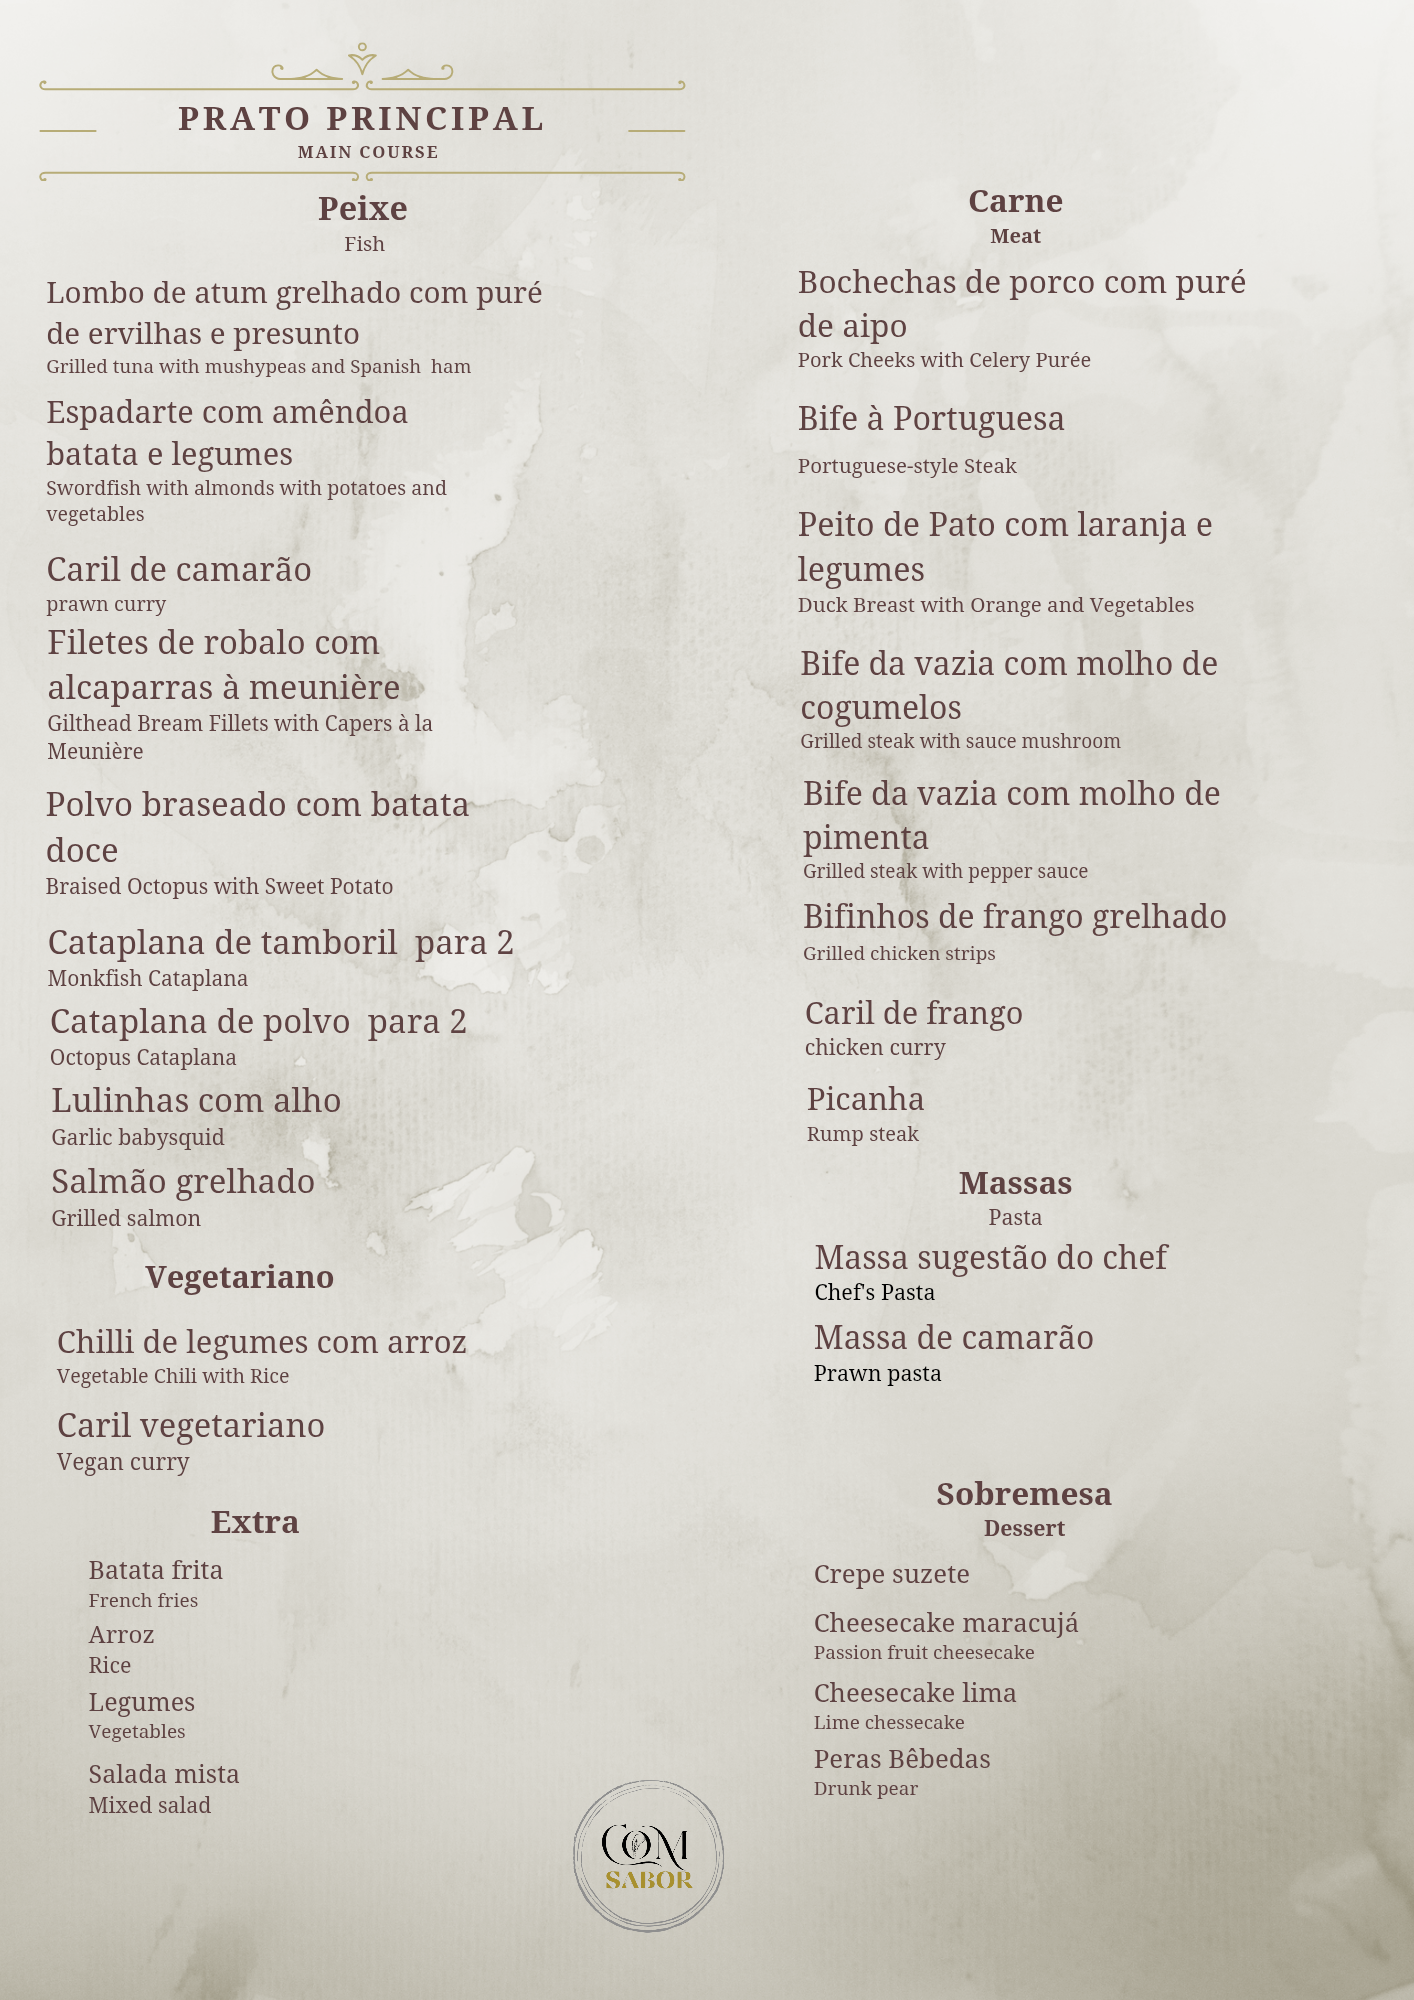 PRATO PRINCIPAL
MAIN COURSE
Peixe
Fish
Lombo de atum grelhado com puré
de ervilhas e presunto
Grilled tuna with mushypeas and Spanish ham
Espadarte com amêndoa
batata e legumes
Swordfish with almonds with potatoes and
vegetables
Caril de camarão
prawn curry
Filetes de robalo com
alcaparras à meunière
Gilthead Bream Fillets with Capers à la
Meunière
Polvo braseado com batata
doce
Braised Octopus with Sweet Potato
Cataplana de tamboril para 2
Monkfish Cataplana
Cataplana de polvo para 2
Octopus Cataplana
Lulinhas com alho
Garlic babysquid
Salmão grelhado
Grilled salmon
Vegetariano
Chilli de legumes com arroz
Vegetable Chili with Rice
Caril vegetariano
Vegan curry
Extra
Batata frita
French fries
Arroz
Rice
Legumes
Vegetables
Salada mista
Mixed salad
Carne
Meat
Bochechas de porco com puré
de aipo
Pork Cheeks with Celery Purée
Bife à Portuguesa
Portuguese-style Steak
Peito de Pato com laranja e
legumes
Duck Breast with Orange and Vegetables
Bife da vazia com molho de
cogumelos
Grilled steak with sauce mushroom
Bife da vazia com molho de
pimenta
Grilled steak with pepper sauce
Bifinhos de frango grelhado
Grilled chicken strips
Caril de frango
chicken curry
Picanha
Rump steak
Massas
Pasta
Massa sugestão do chef
Chef's Pasta
Massa de camarão
Prawn pasta
Sobremesa
Dessert
Crepe suzete
Cheesecake maracujá
Passion fruit cheesecake
Cheesecake lima
Lime chessecake
Peras Bêbedas
Drunk pear
COM
SABOR